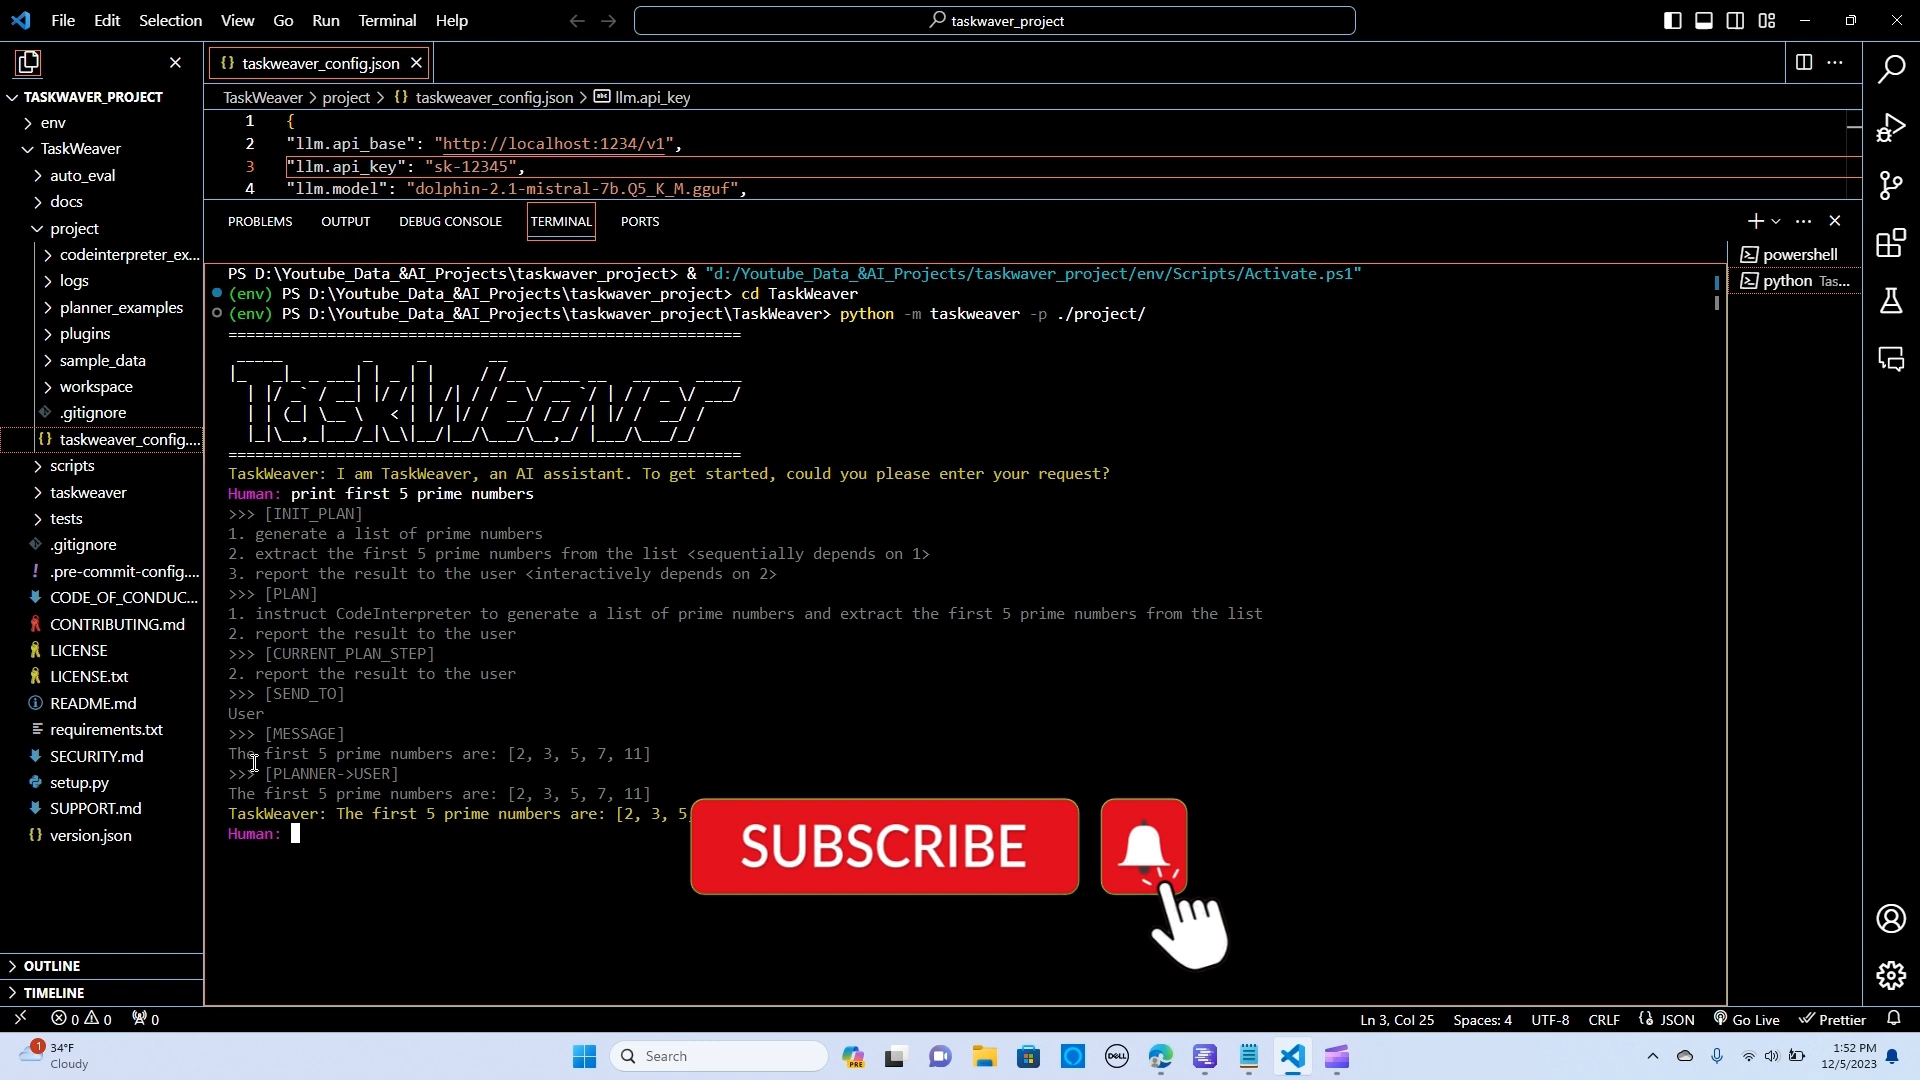 File Edit Selection View Go Run Terminal Help
taskwaver_project
taskweaver_config.json
TASKWAVER_PROJECT
TaskWeaver > project > {} taskweaver_config.json > llm.api_key
env
TaskWeaver
auto_eval
docs
project
codeinterpreter_ex...
logs
planner_examples
plugins
sample_data
workspace
.gitignore
taskweaver_config....
scripts
taskweaver
tests
.gitignore
.pre-commit-config....
CODE_OF_CONDUC...
CONTRIBUTING.md
LICENSE
LICENSE.txt
README.md
requirements.txt
SECURITY.md
setup.py
SUPPORT.md
version.json
OUTLINE
TIMELINE
1 {
2 "llm.api_base": "http://localhost:1234/v1",
3 "llm.api_key": "sk-12345",
4 "llm.model": "dolphin-2.1-mistral-7b.Q5_K_M.gguf",
PROBLEMS OUTPUT DEBUG CONSOLE TERMINAL PORTS
powershell
python Tas...
PS D:\Youtube_Data_&AI_Projects\taskwaver_project> & "d:/Youtube_Data_&AI_Projects/taskwaver_project/env/Scripts/Activate.ps1"
(env) PS D:\Youtube_Data_&AI_Projects\taskwaver_project> cd TaskWeaver
(env) PS D:\Youtube_Data_&AI_Projects\taskwaver_project\TaskWeaver> python -m taskweaver -p ./project/
TaskWeaver
TaskWeaver: I am TaskWeaver, an AI assistant. To get started, could you please enter your request?
Human: print first 5 prime numbers
>>> [INIT_PLAN]
1. generate a list of prime numbers
2. extract the first 5 prime numbers from the list <sequentially depends on 1>
3. report the result to the user <interactively depends on 2>
>>> [PLAN]
1. instruct CodeInterpreter to generate a list of prime numbers and extract the first 5 prime numbers from the list
2. report the result to the user
>>> [CURRENT_PLAN_STEP]
2. report the result to the user
>>> [SEND_TO]
User
>>> [MESSAGE]
The first 5 prime numbers are: [2, 3, 5, 7, 11]
>>> [PLANNER->USER]
The first 5 prime numbers are: [2, 3, 5, 7, 11]
TaskWeaver: The first 5 prime numbers are: [2, 3, 5,
Human:
SUBSCRIBE
0 0 0
Ln 3, Col 25 Spaces: 4 UTF-8 CRLF {} JSON Go Live Prettier
1 34°F
Cloudy
Search
PRE
DELL
1:52 PM
12/5/2023